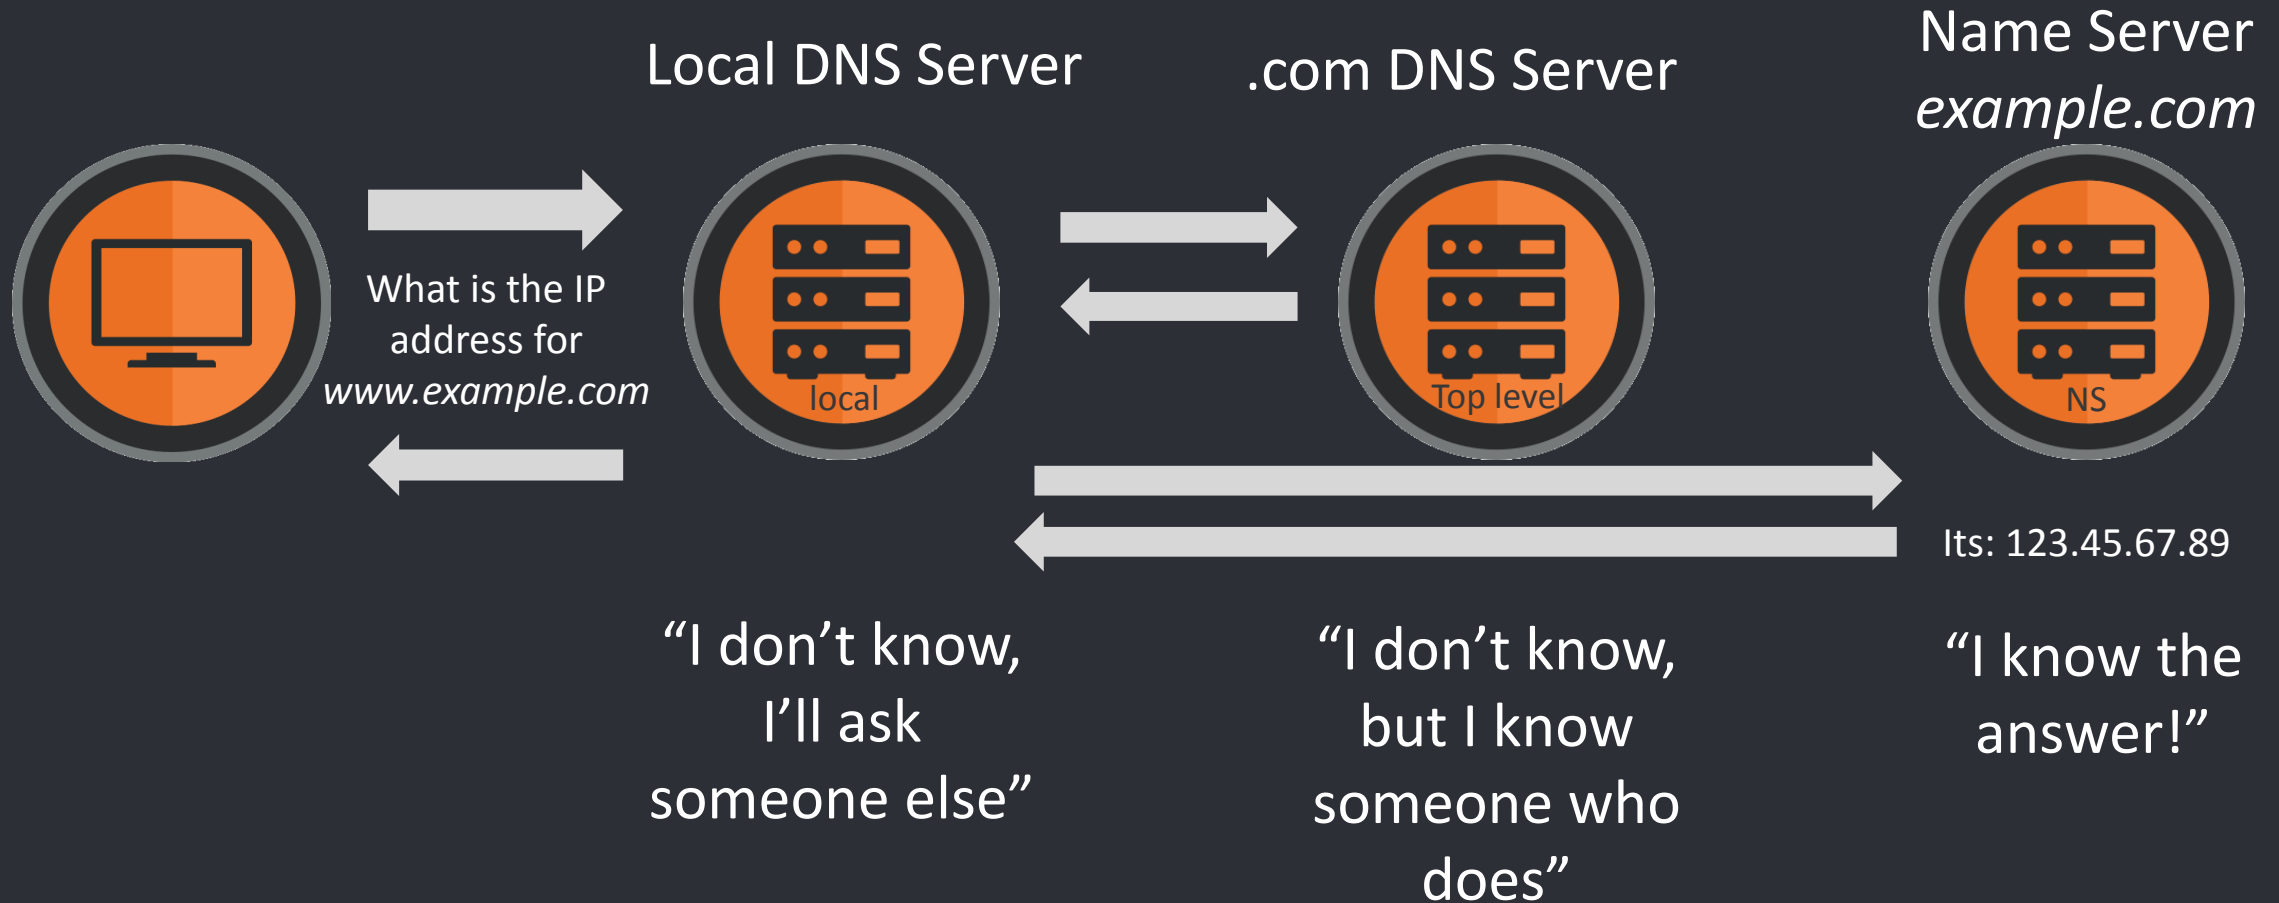 Local DNS Server
.com DNS Server
Name Server
example.com
What is the IP
address for
www.example.com
local
Top level
NS
Its: 123.45.67.89
“I don’t know,
I’ll ask
someone else”
“I don’t know,
but I know
someone who
does”
“I know the
answer!”